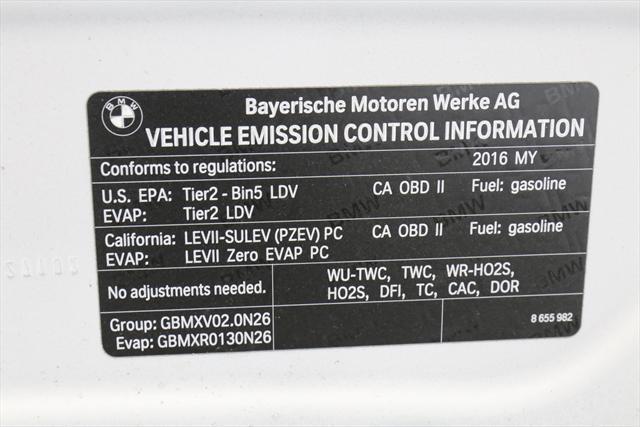 BMW
Bayerische Motoren Werke AG
VEHICLE EMISSION CONTROL INFORMATION
Conforms to regulations: 2016 MY
U.S. EPA: Tier2 - Bin5 LDV CA OBD II Fuel: gasoline
EVAP: Tier2 LDV
California: LEVII-SULEV (PZEV) PC CA OBD II Fuel: gasoline
EVAP: LEVII Zero EVAP PC
No adjustments needed.
WU-TWC, TWC, WR-HO2S,
HO2S, DFI, TC, CAC, DOR
Group: GBMXV02.0N26
Evap: GBMXR0130N26
8 655 982